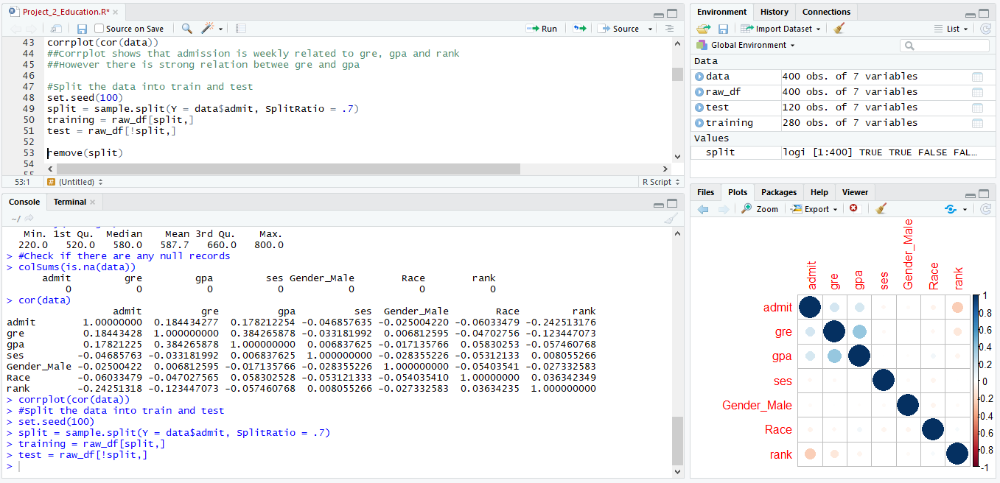 Project_2_Education.R* ×
Source on Save
Run
Source
43 corrplot(cor(data))
44 ##Corrplot shows that admission is weekly related to gre, gpa and rank
45 ##However there is strong relation betwee gre and gpa
46
47 #Split the data into train and test
48 set.seed(100)
49 split = sample.split(Y = data$admit, SplitRatio = .7)
50 training = raw_df[split,]
51 test = raw_df[!split,]
52
53 remove(split)
54
53:1 # (Untitled) R Script
Console Terminal ×
~/
Min. 1st Qu. Median Mean 3rd Qu. Max.
220.0 520.0 580.0 587.7 660.0 800.0
> #Check if there are any null records
> colSums(is.na(data))
admit gre gpa ses Gender_Male Race rank
0 0 0 0 0 0 0
> cor(data)
admit gre gpa ses Gender_Male Race rank
admit 1.00000000 0.184434277 0.178212254 -0.046857635 -0.025004220 -0.06033479 -0.242513176
gre 0.18443428 1.000000000 0.384265878 -0.033181992 0.006812595 -0.04702756 -0.123447073
gpa 0.17821225 0.384265878 1.000000000 0.006837625 -0.017135766 0.05830253 -0.057460768
ses -0.04685763 -0.033181992 0.006837625 1.000000000 -0.028355226 -0.05312133 0.008055266
Gender_Male -0.02500422 0.006812595 -0.017135766 -0.028355226 1.000000000 -0.05403541 -0.027332583
Race -0.06033479 -0.047027565 0.058302528 -0.053121333 -0.054035410 1.00000000 0.036342349
rank -0.24251318 -0.123447073 -0.057460768 0.008055266 -0.027332583 0.03634235 1.000000000
> corrplot(cor(data))
> #Split the data into train and test
> set.seed(100)
> split = sample.split(Y = data$admit, SplitRatio = .7)
> training = raw_df[split,]
> test = raw_df[!split,]
>
Environment History Connections
Import Dataset List
Global Environment
Data
data 400 obs. of 7 variables
raw_df 400 obs. of 7 variables
test 120 obs. of 7 variables
training 280 obs. of 7 variables
Values
split logi [1:400] TRUE TRUE FALSE FAL…
Files Plots Packages Help Viewer
Zoom Export
admit gre gpa ses Gender_Male Race rank
admit
gre
gpa
ses
Gender_Male
Race
rank
1
0.8
0.6
0.4
0.2
0
-0.2
-0.4
-0.6
-0.8
-1